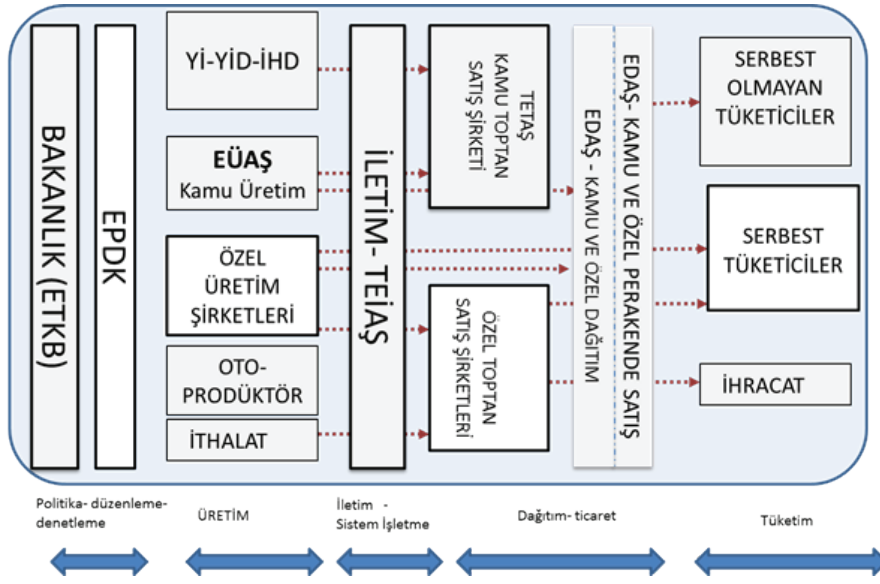 BAKANLIK (ETKB)
EPDK
Yİ-YİD-İHD
EÜAŞ
Kamu Üretim
ÖZEL
ÜRETİM
ŞİRKETLERİ
OTO-
PRODÜKTÖR
İTHALAT
İLETİM- TEİAŞ
TETAŞ
KAMU TOPTAN
SATIŞ ŞİRKETİ
ÖZEL TOPTAN
SATIŞ ŞİRKETLERİ
EDAŞ - KAMU VE ÖZEL DAĞITIM
EDAŞ- KAMU VE ÖZEL PERAKENDE SATIŞ
SERBEST
OLMAYAN
TÜKETİCİLER
SERBEST
TÜKETİCİLER
İHRACAT
Politika- düzenleme-
denetleme
ÜRETİM
İletim -
Sistem İşletme
Dağıtım- ticaret
Tüketim